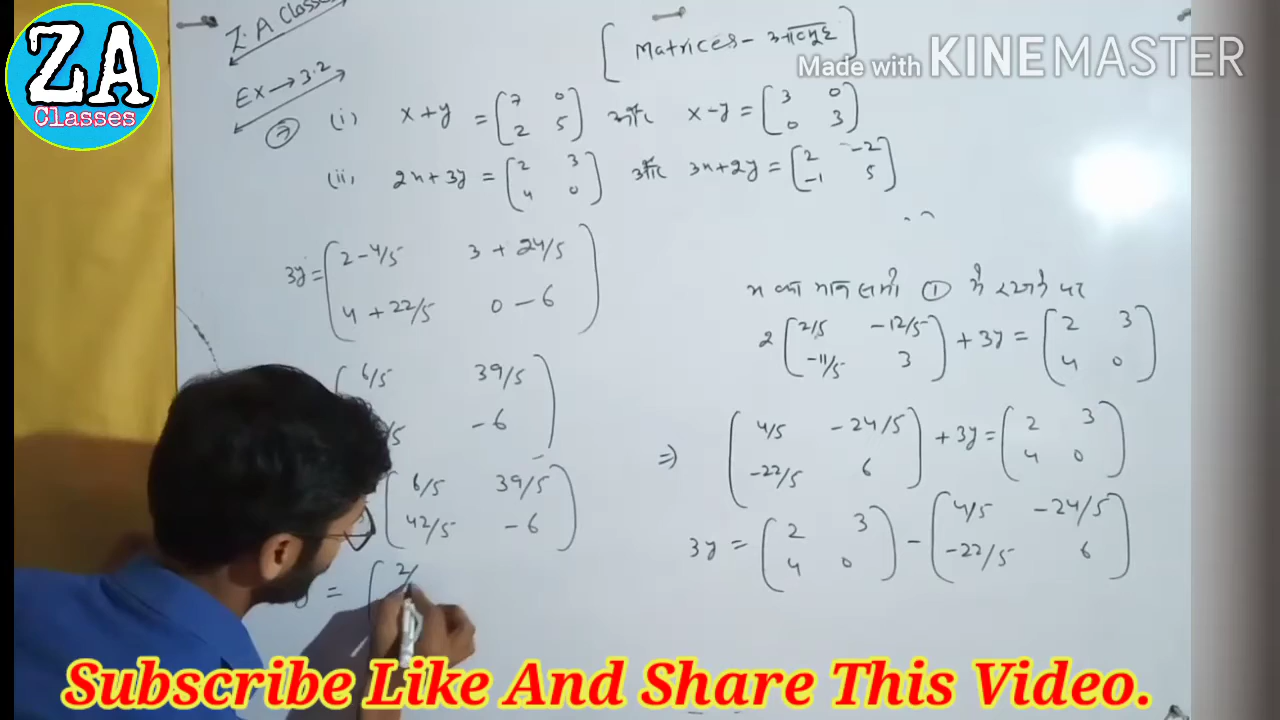 ZA
Classes
Z.A Classes
[ Matrices - आव्यूह ]
Made with KINEMASTER
Ex → 3.2
⑦ (i) x+y = [7 0
2 5] और x-y = [3 0
0 3]
(ii) 2x+3y = [2 3
4 0] और 3x+2y = [2 -2
-1 5]
3y = [2-4/5 3+24/5
4+22/5 0-6]
[6/5 39/5
/5 -6]
[6/5 39/5
42/5 -6]
= [2/
x का मान समी ① में रखने पर
2 [2/5 -12/5
-11/5 3] + 3y = [2 3
4 0]
⇒ [4/5 -24/5
-22/5 6] + 3y = [2 3
4 0]
3y = [2 3
4 0] - [4/5 -24/5
-22/5 6]
Subscribe Like And Share This Video.